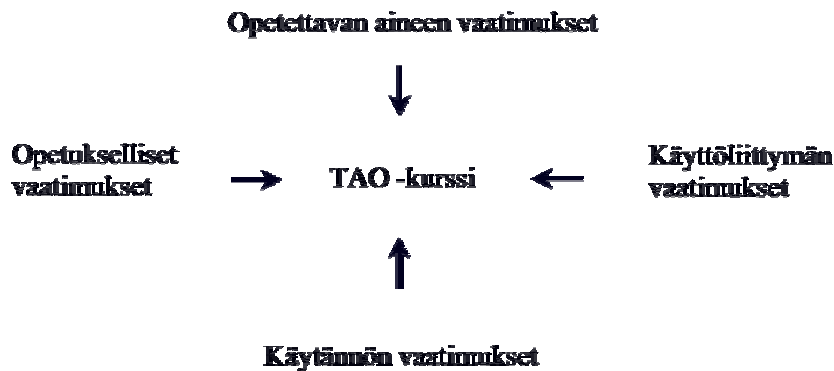 Opetettavan aineen vaatimukset
Opetukselliset
vaatimukset
TAO -kurssi
Käyttöliittymän
vaatimukset
Käytännön vaatimukset